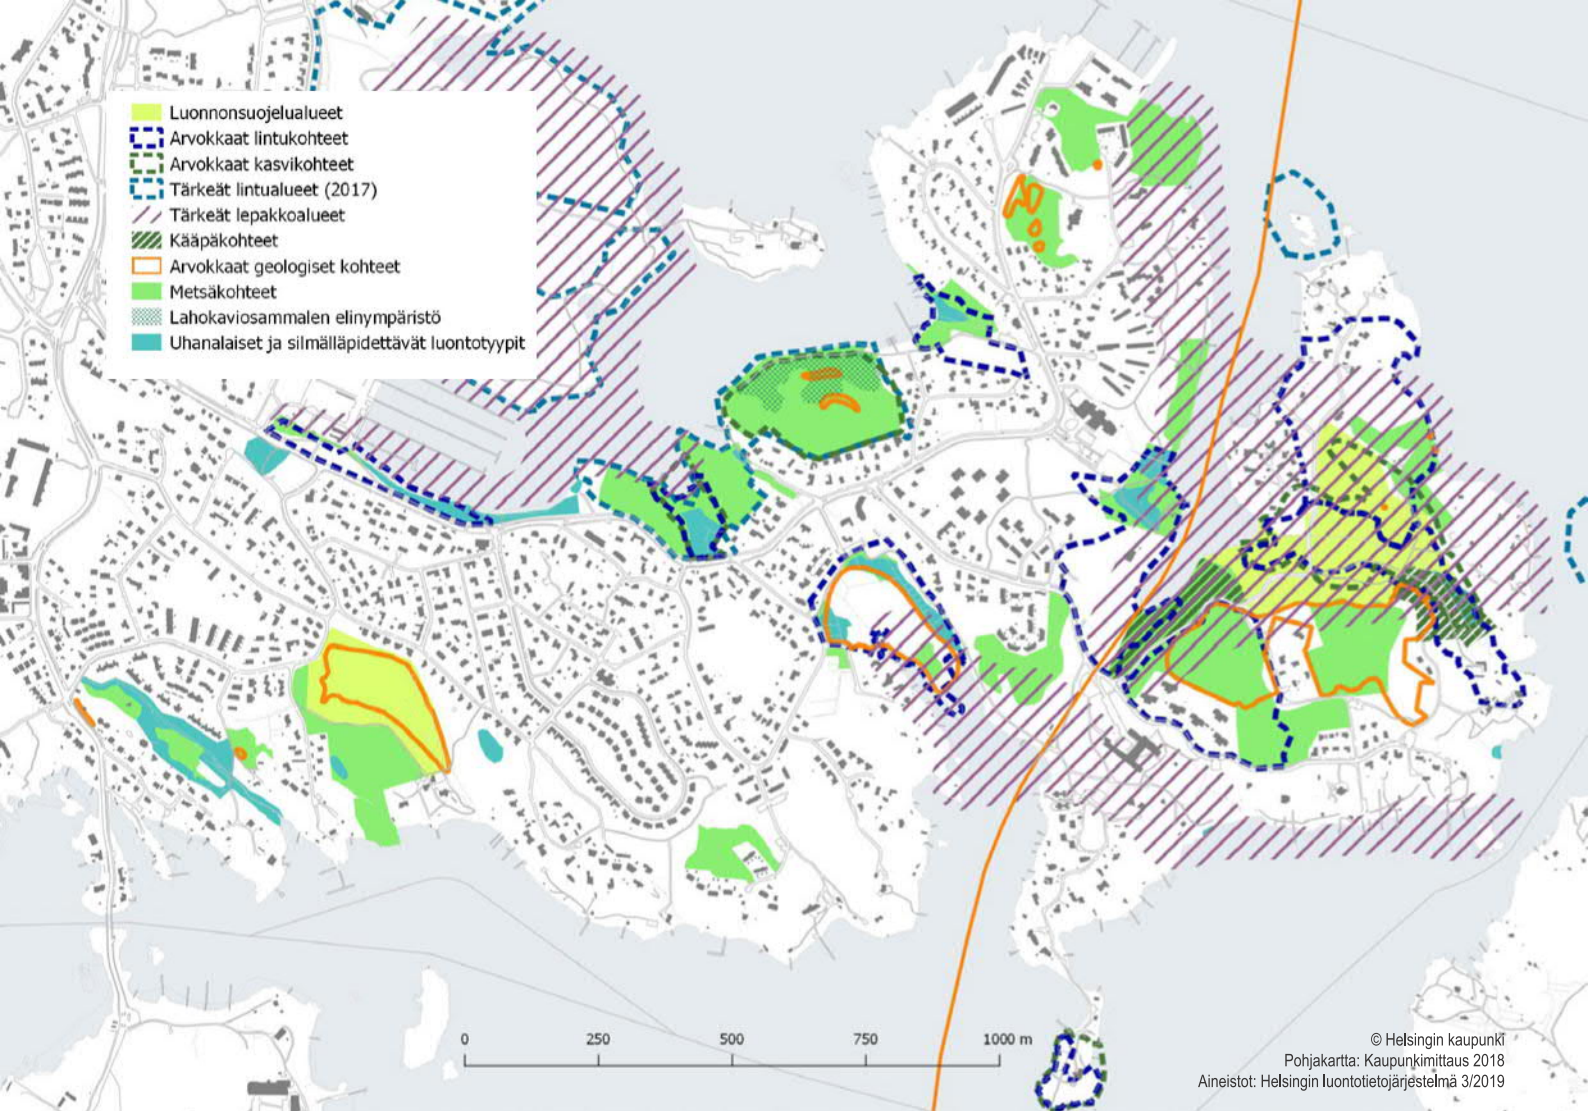 Luonnonsuojelualueet
Arvokkaat lintukohteet
Arvokkaat kasvikohteet
Tärkeät lintualueet (2017)
Tärkeät lepakkoalueet
Kääpäkohteet
Arvokkaat geologiset kohteet
Metsäkohteet
Lahokaviosammalen elinympäristö
Uhanalaiset ja silmälläpidettävät luontotyypit
0 250 500 750 1000 m
© Helsingin kaupunki
Pohjakartta: Kaupunkimittaus 2018
Aineistot: Helsingin luontotietojärjestelmä 3/2019